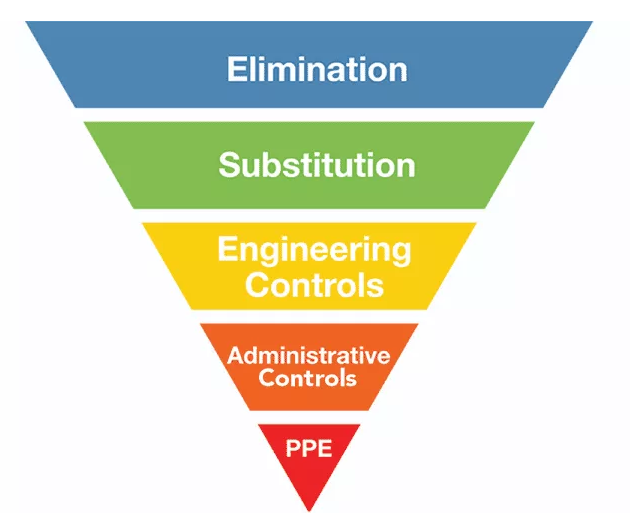 Elimination
Substitution
Engineering
Controls
Administrative
Controls
PPE